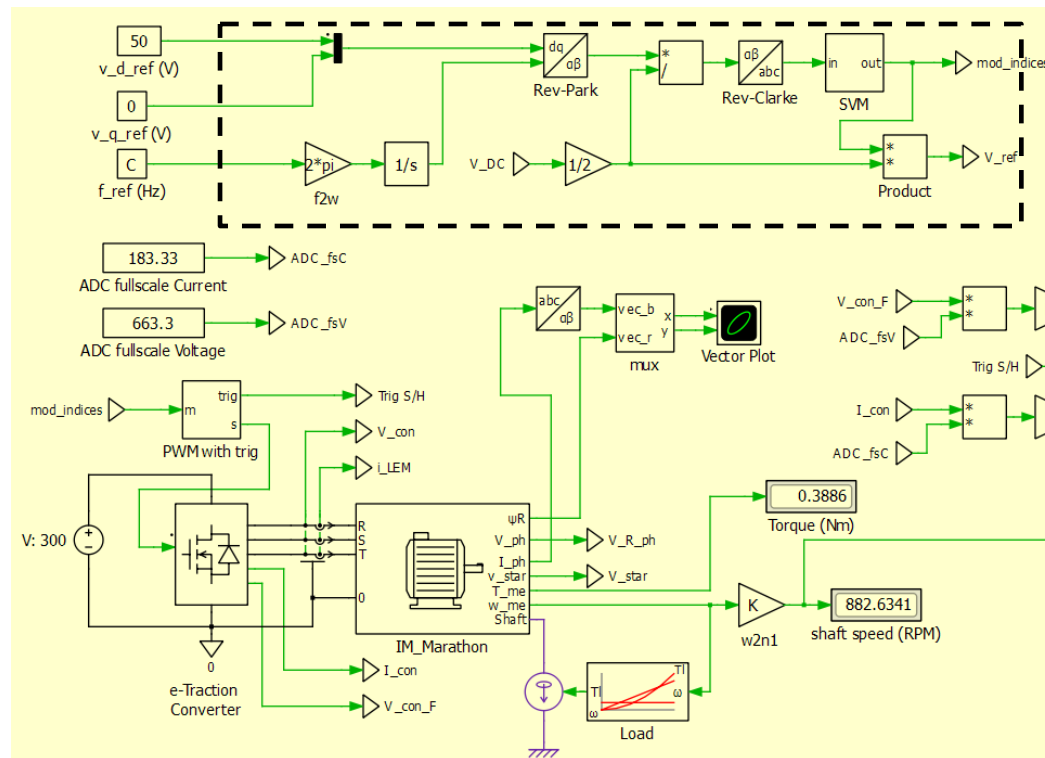 50
v_d_ref (V)
0
v_q_ref (V)
C
f_ref (Hz)
2*pi
f2w
1/s
dq
αβ
Rev-Park
*
/
αβ
abc
Rev-Clarke
in out
SVM
mod_indices
V_DC
1/2
*
*
Product
V_ref
183.33
ADC_fsC
ADC fullscale Current
663.3
ADC_fsV
ADC fullscale Voltage
abc
αβ
vec_b
vec_r
x
y
mux
Vector Plot
V_con_F
ADC_fsV
*
*
Trig S/H
I_con
ADC_fsC
*
*
mod_indices
m
trig
s
PWM with trig
Trig S/H
V_con
i_LEM
V: 300
0
e-Traction
Converter
R
S
T
0
ψR
V_ph
I_ph
v_star
T_me
w_me
Shaft
IM_Marathon
V_R_ph
V_star
0.3886
Torque (Nm)
K
w2n1
882.6341
shaft speed (RPM)
I_con
V_con_F
Tl
ω
Tl
ω
Load